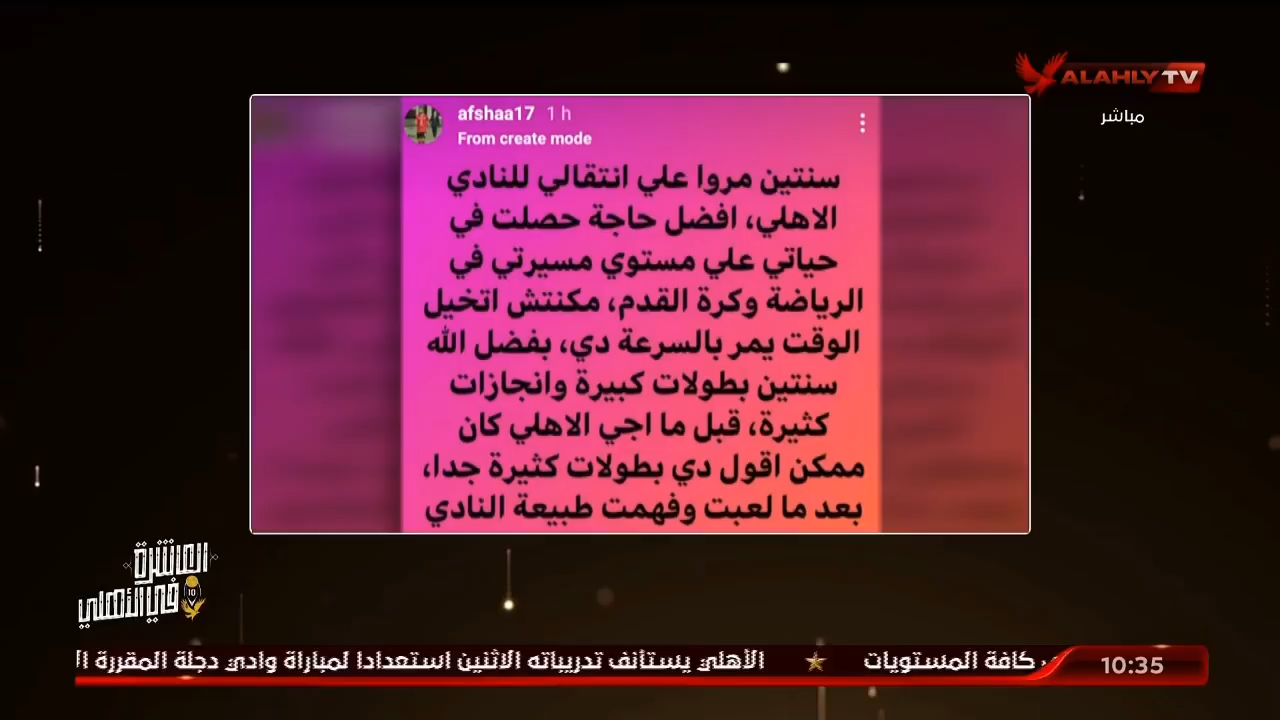 ALAHLY TV
مباشر
afshaa17 1 h
From create mode
سنتين مروا علي انتقالي للنادي
الاهلي، افضل حاجة حصلت في
حياتي علي مستوي مسيرتي في
الرياضة وكرة القدم، مكنتش اتخيل
الوقت يمر بالسرعة دي، بفضل الله
سنتين بطولات كبيرة وانجازات
كثيرة، قبل ما اجي الاهلي كان
ممكن اقول دي بطولات كثيرة جدا،
بعد ما لعبت وفهمت طبيعة النادي
العاشرة
10
في الأهلي
كافة المستويات
الأهلي يستأنف تدريباته الاثنين استعدادا لمباراة وادي دجلة المقررة
10:35